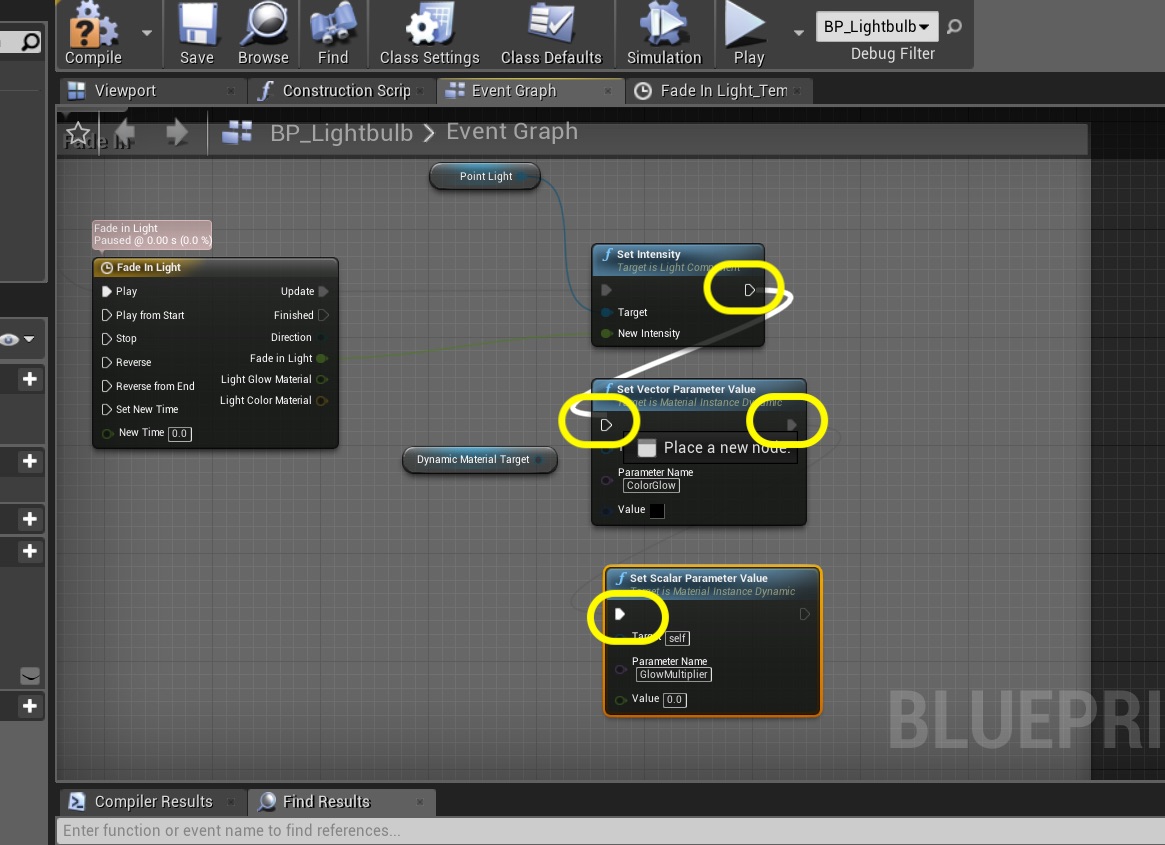 Compile
Save
Browse
Find
Class Settings
Class Defaults
Simulation
Play
BP_Lightbulb
Debug Filter
Viewport
Construction Scrip
Event Graph
Fade In Light_Tem
Fade In
BP_Lightbulb > Event Graph
Point Light
Fade in Light
Paused @ 0.00 s (0.0 %)
Fade In Light
Play
Update
Play from Start
Finished
Stop
Direction
Reverse
Fade in Light
Reverse from End
Light Glow Material
Set New Time
Light Color Material
New Time 0.0
Set Intensity
Target is Light Component
Target
New Intensity
Set Vector Parameter Value
Target is Material Instance Dynamic
Place a new node.
Dynamic Material Target
Parameter Name
ColorGlow
Value
Set Scalar Parameter Value
Target is Material Instance Dynamic
Target self
Parameter Name
GlowMultiplier
Value 0.0
BLUEPRI
Compiler Results
Find Results
Enter function or event name to find references...